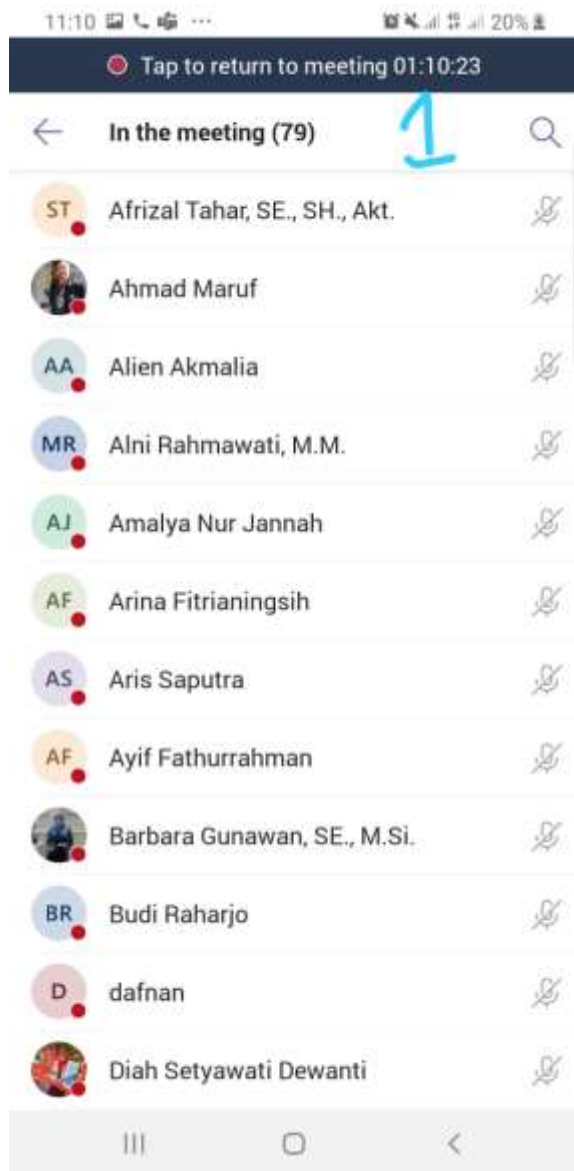 11:10 20%
Tap to return to meeting 01:10:23
In the meeting (79) 1
ST Afrizal Tahar, SE., SH., Akt.
Ahmad Maruf
AA Alien Akmalia
MR Alni Rahmawati, M.M.
AJ Amalya Nur Jannah
AF Arina Fitrianingsih
AS Aris Saputra
AF Ayif Fathurrahman
Barbara Gunawan, SE., M.Si.
BR Budi Raharjo
D dafnan
Diah Setyawati Dewanti